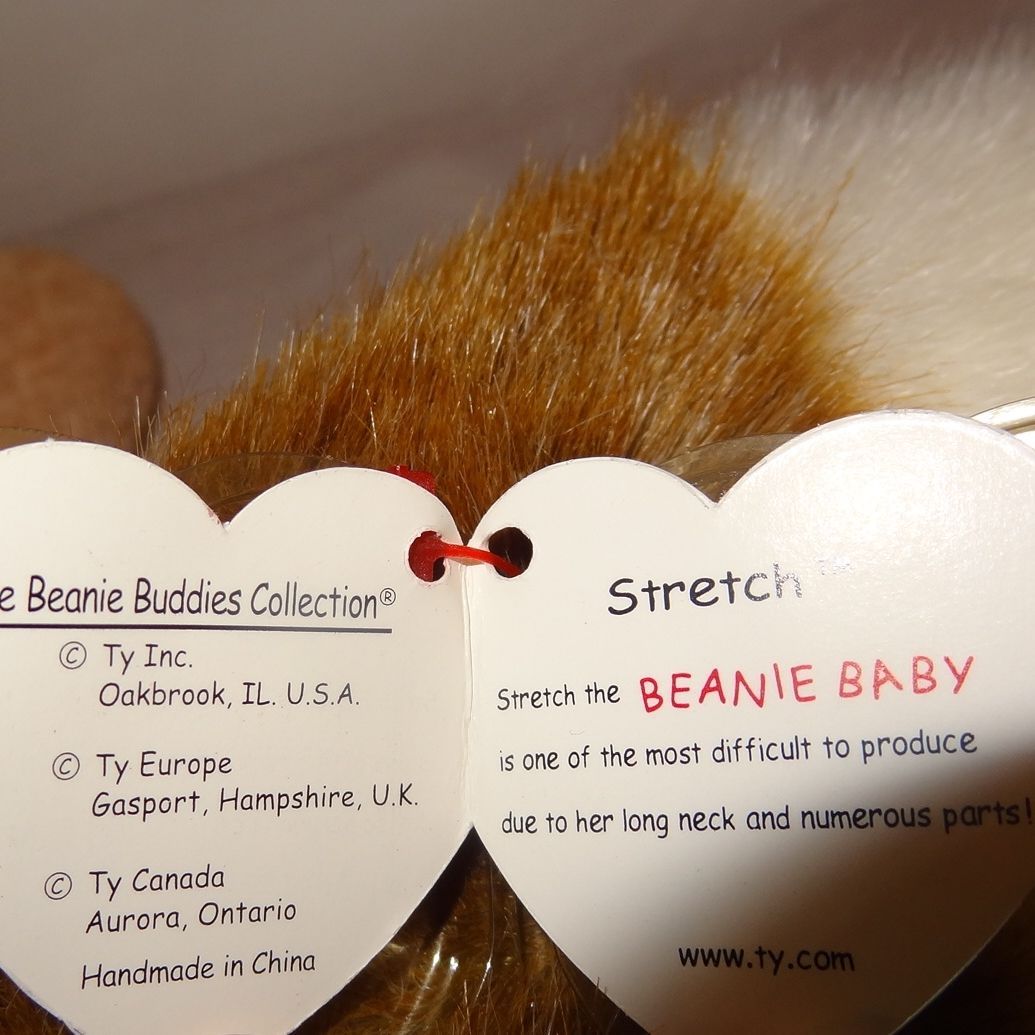 e Beanie Buddies Collection®
© Ty Inc.
Oakbrook, IL. U.S.A.
© Ty Europe
Gasport, Hampshire, U.K.
© Ty Canada
Aurora, Ontario
Handmade in China
Stretch ™
Stretch the BEANIE BABY
is one of the most difficult to produce
due to her long neck and numerous parts!
www.ty.com